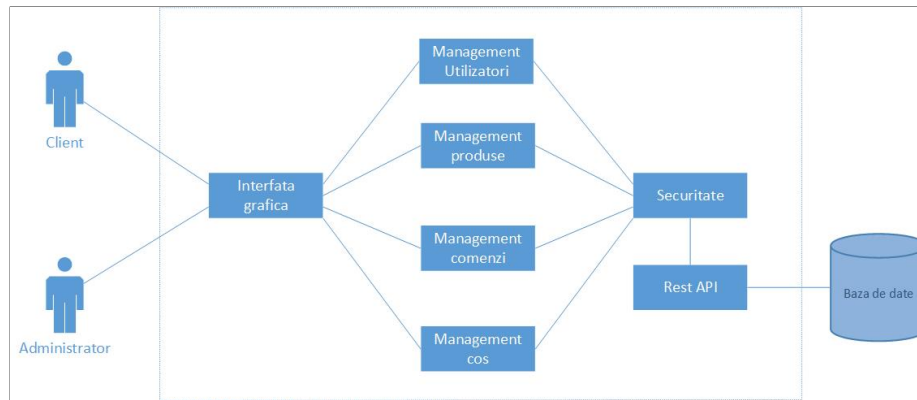 Client
Administrator
Interfata
grafica
Management
Utilizatori
Management
produse
Management
comenzi
Management
cos
Securitate
Rest API
Baza de date